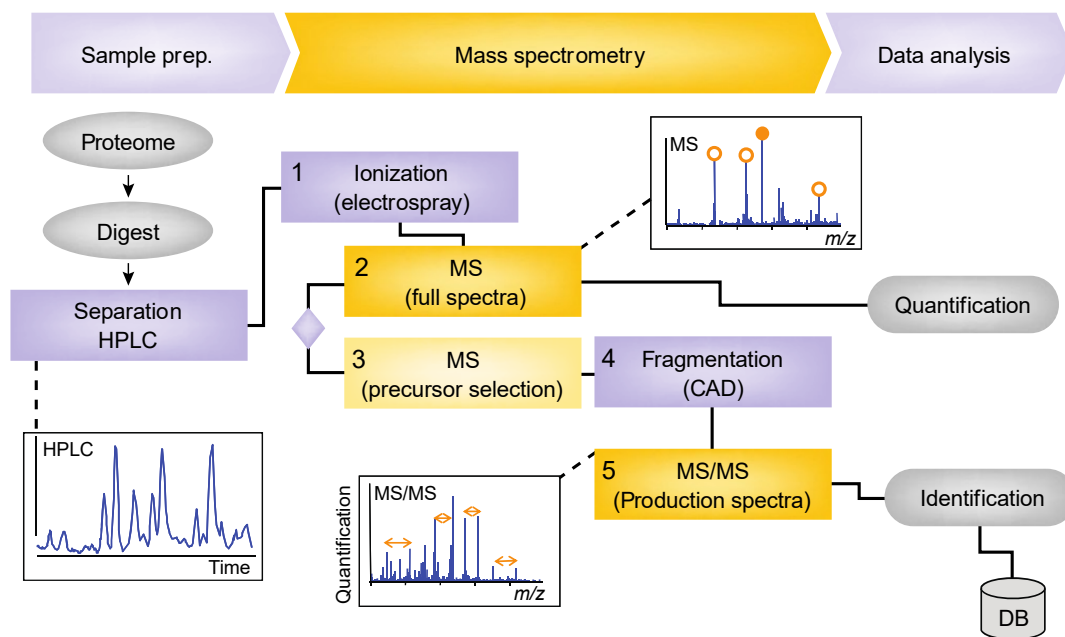 Sample prep.
Mass spectrometry
Data analysis
Proteome
Digest
Separation
HPLC
1
Ionization
(electrospray)
MS
m/z
2
MS
(full spectra)
Quantification
3
MS
(precursor selection)
4
Fragmentation
(CAD)
HPLC
Time
5
MS/MS
(Production spectra)
MS/MS
Quantification
m/z
Identification
DB